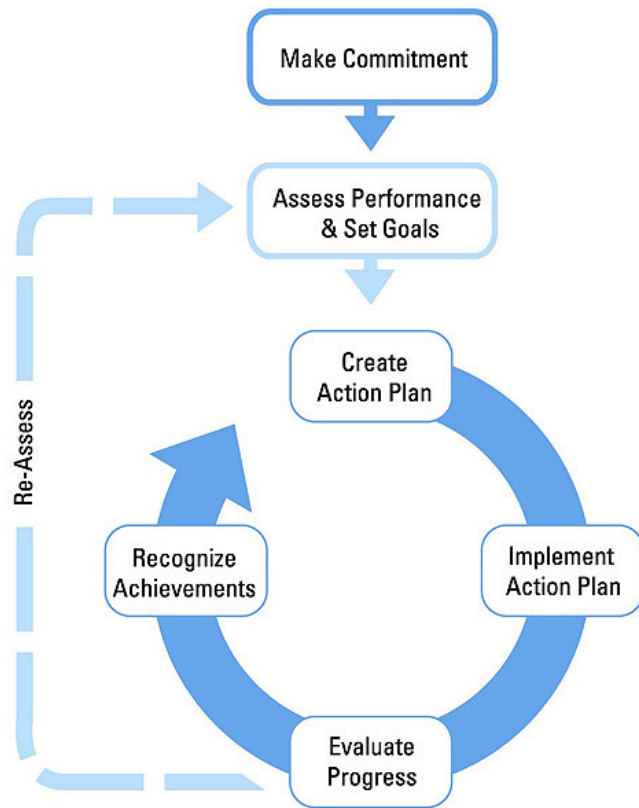 Make Commitment
Assess Performance
& Set Goals
Create
Action Plan
Re-Assess
Recognize
Achievements
Implement
Action Plan
Evaluate
Progress